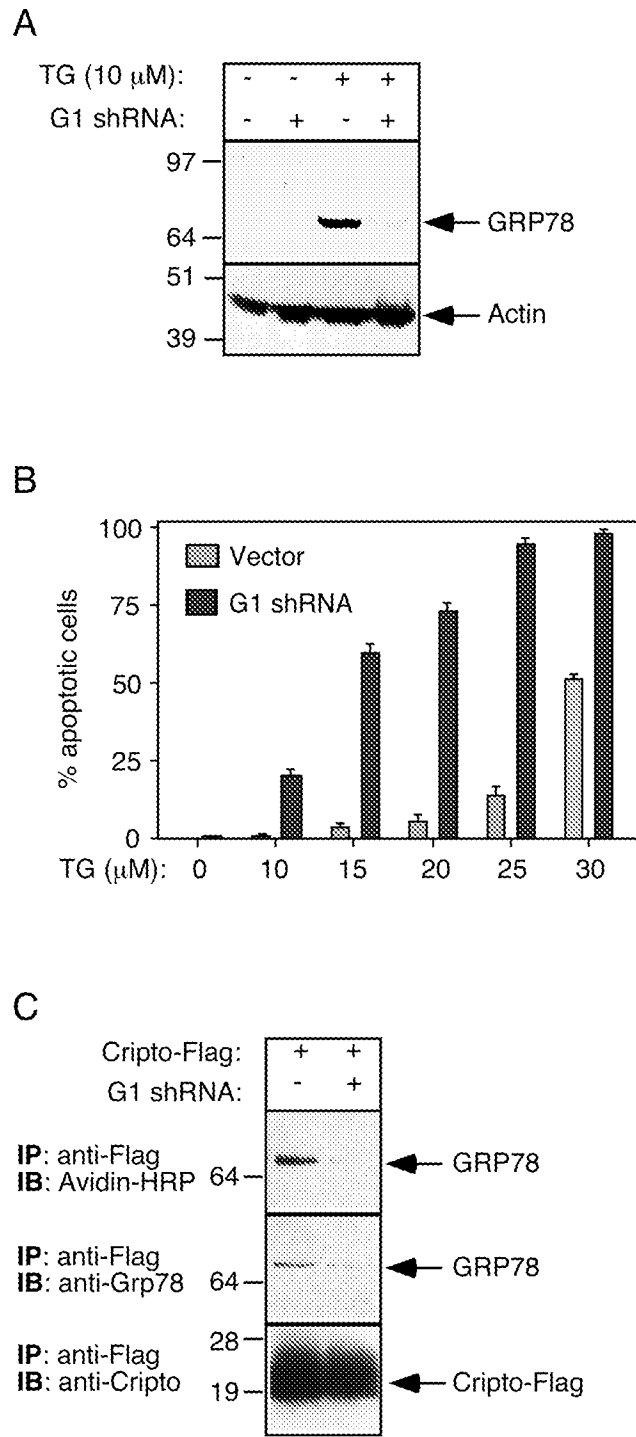 A
TG (10 μM): - - + +
G1 shRNA: - + - +
97
64
GRP78
51
39
Actin
B
100
75
50
25
0
% apoptotic cells
Vector
G1 shRNA
TG (μM): 0 10 15 20 25 30
C
Cripto-Flag: + +
G1 shRNA: - +
IP: anti-Flag
IB: Avidin-HRP
64
GRP78
IP: anti-Flag
IB: anti-Grp78
64
GRP78
IP: anti-Flag
IB: anti-Cripto
28
19
Cripto-Flag